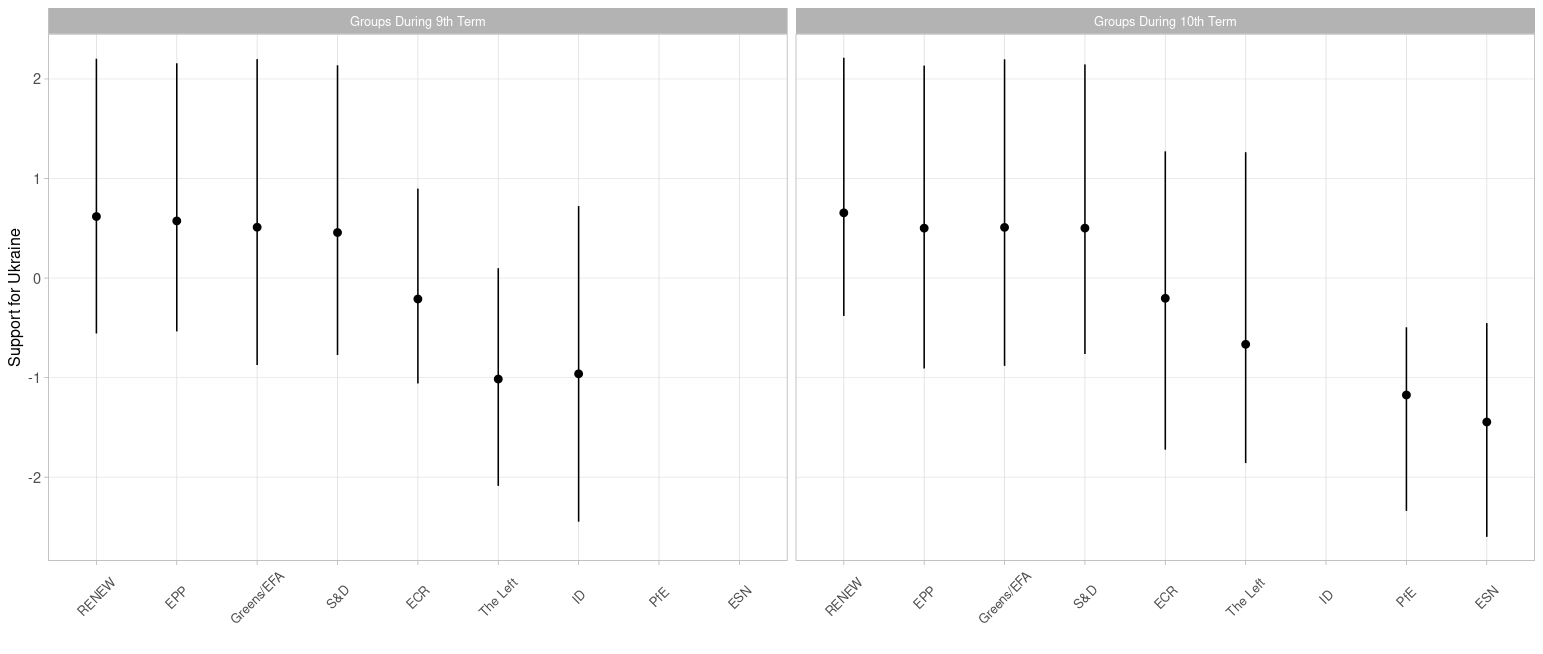 Groups During 9th Term
Groups During 10th Term
Support for Ukraine
2
1
0
-1
-2
RENEW
EPP
Greens/EFA
S&D
ECR
The Left
ID
PfE
ESN
RENEW
EPP
Greens/EFA
S&D
ECR
The Left
ID
PfE
ESN